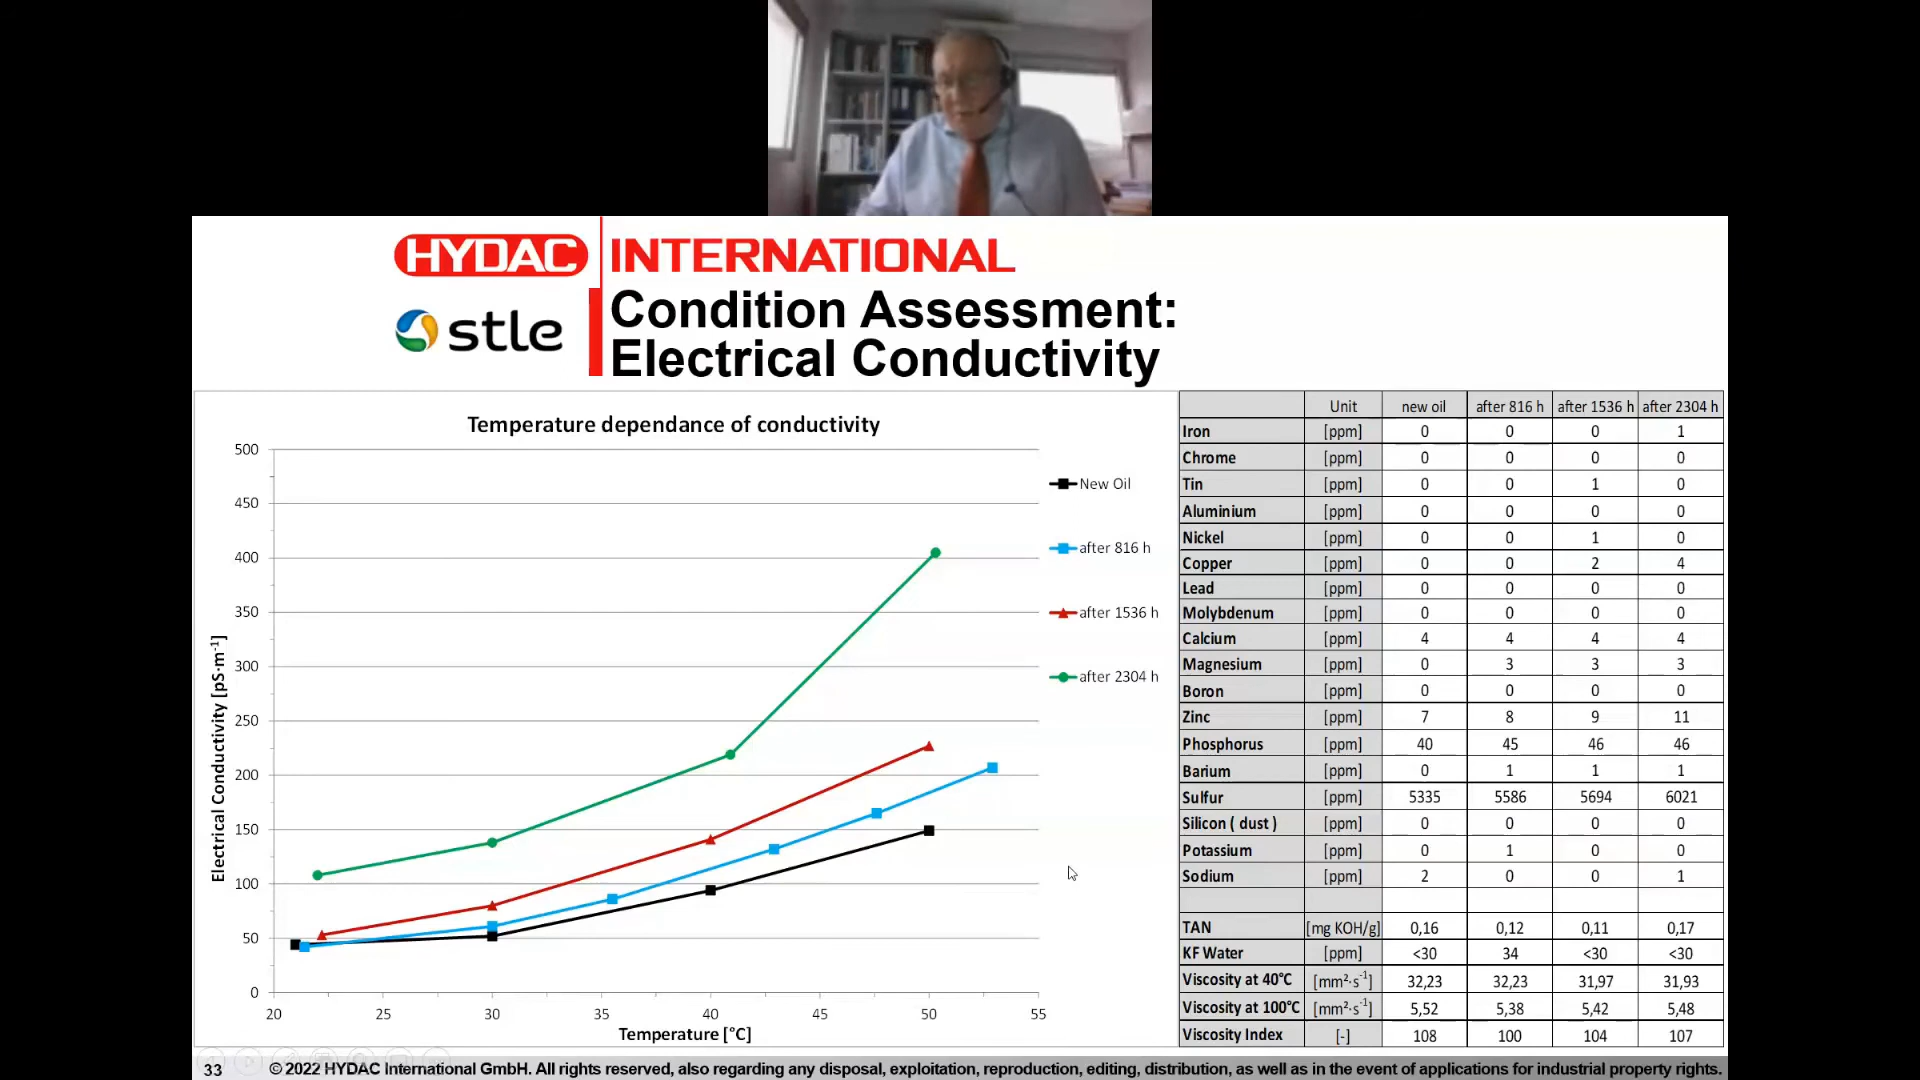 HYDAC INTERNATIONAL
stle
Condition Assessment:
Electrical Conductivity
Temperature dependance of conductivity
500
450
400
350
300
250
200
150
100
50
0
Electrical Conductivity [pS·m⁻¹]
20 25 30 35 40 45 50 55
Temperature [°C]
New Oil
after 816 h
after 1536 h
after 2304 h
Unit new oil after 816 h after 1536 h after 2304 h
Iron [ppm] 0 0 0 1
Chrome [ppm] 0 0 0 0
Tin [ppm] 0 0 1 0
Aluminium [ppm] 0 0 0 0
Nickel [ppm] 0 0 1 0
Copper [ppm] 0 0 2 4
Lead [ppm] 0 0 0 0
Molybdenum [ppm] 0 0 0 0
Calcium [ppm] 4 4 4 4
Magnesium [ppm] 0 3 3 3
Boron [ppm] 0 0 0 0
Zinc [ppm] 7 8 9 11
Phosphorus [ppm] 40 45 46 46
Barium [ppm] 0 1 1 1
Sulfur [ppm] 5335 5586 5694 6021
Silicon ( dust ) [ppm] 0 0 0 0
Potassium [ppm] 0 1 0 0
Sodium [ppm] 2 0 0 1
TAN [mg KOH/g] 0,16 0,12 0,11 0,17
KF Water [ppm] <30 34 <30 <30
Viscosity at 40°C [mm²·s⁻¹] 32,23 32,23 31,97 31,93
Viscosity at 100°C [mm²·s⁻¹] 5,52 5,38 5,42 5,48
Viscosity Index [-] 108 100 104 107
33 © 2022 HYDAC International GmbH. All rights reserved, also regarding any disposal, exploitation, reproduction, editing, distribution, as well as in the event of applications for industrial property rights.